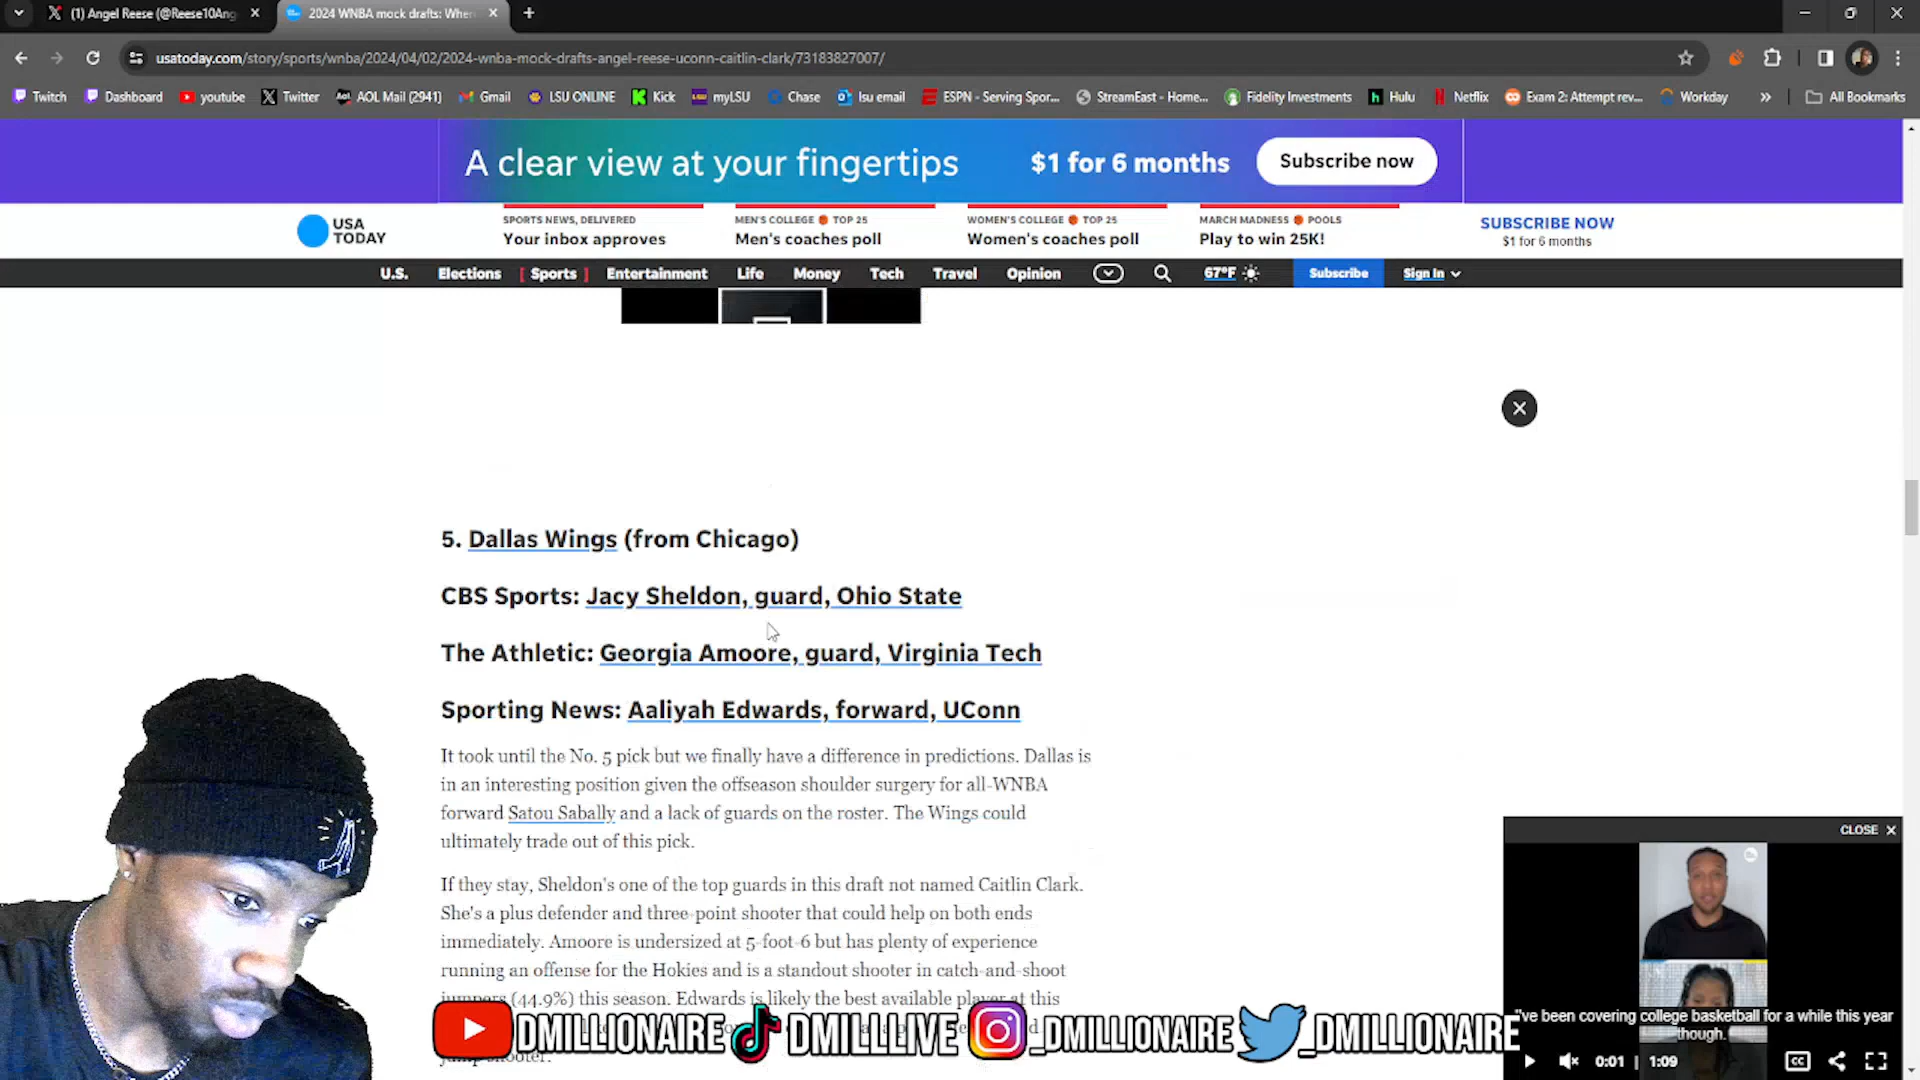 (1) Angel Reese (@Reese10Ang
2024 WNBA mock drafts: Wher
usatoday.com/story/sports/wnba/2024/04/02/2024-wnba-mock-drafts-angel-reese-uconn-caitlin-clark/73183827007/
Twitch Dashboard youtube Twitter AOL Mail (2941) Gmail LSU ONLINE Kick myLSU Chase lsu email ESPN - Serving Spor... StreamEast - Home... Fidelity Investments Hulu Netflix Exam 2: Attempt rev... Workday » All Bookmarks
A clear view at your fingertips $1 for 6 months Subscribe now
USA TODAY
SPORTS NEWS, DELIVERED
Your inbox approves
MEN'S COLLEGE TOP 25
Men's coaches poll
WOMEN'S COLLEGE TOP 25
Women's coaches poll
MARCH MADNESS POOLS
Play to win 25K!
SUBSCRIBE NOW
$1 for 6 months
U.S. Elections [ Sports ] Entertainment Life Money Tech Travel Opinion 67°F Subscribe Sign In
5. Dallas Wings (from Chicago)
CBS Sports: Jacy Sheldon, guard, Ohio State
The Athletic: Georgia Amoore, guard, Virginia Tech
Sporting News: Aaliyah Edwards, forward, UConn
It took until the No. 5 pick but we finally have a difference in predictions. Dallas is
in an interesting position given the offseason shoulder surgery for all-WNBA
forward Satou Sabally and a lack of guards on the roster. The Wings could
ultimately trade out of this pick.
If they stay, Sheldon's one of the top guards in this draft not named Caitlin Clark.
She's a plus defender and three-point shooter that could help on both ends
immediately. Amoore is undersized at 5-foot-6 but has plenty of experience
running an offense for the Hokies and is a standout shooter in catch-and-shoot
jumpers (44.9%) this season. Edwards is likely the best available player at this
shooter.
DMILLIONAIRE DMILLLIVE _DMILLIONAIRE _DMILLIONAIRE
CLOSE X
I've been covering college basketball for a while this year
though.
0:01 | 1:09
CC